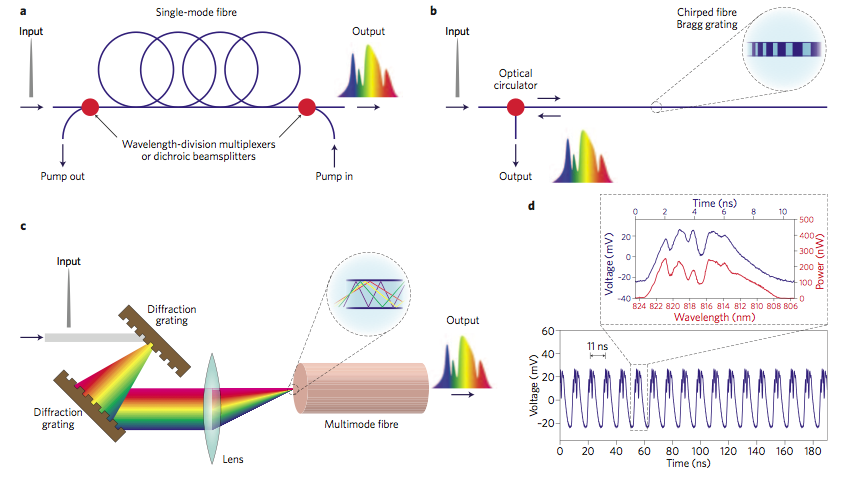 a
Single-mode fibre
Input
Output
Wavelength-division multiplexers
or dichroic beamsplitters
Pump out
Pump in
b
Chirped fibre
Bragg grating
Input
Optical
circulator
Output
c
Input
Diffraction
grating
Diffraction
grating
Lens
Multimode fibre
Output
d
Time (ns)
0 2 4 6 8 10
Voltage (mV)
20
0
-20
-40
500
400
300
200
100
0
Power (nW)
824 822 820 818 816 814 812 810 808 806
Wavelength (nm)
60
40
20
0
-20
Voltage (mV)
11 ns
0 20 40 60 80 100 120 140 160 180
Time (ns)